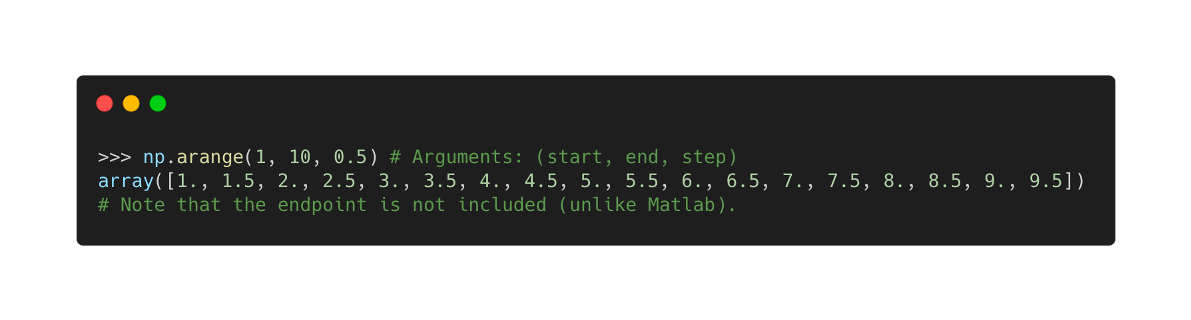 >>> np.arange(1, 10, 0.5) # Arguments: (start, end, step)
array([1., 1.5, 2., 2.5, 3., 3.5, 4., 4.5, 5., 5.5, 6., 6.5, 7., 7.5, 8., 8.5, 9., 9.5])
# Note that the endpoint is not included (unlike Matlab).